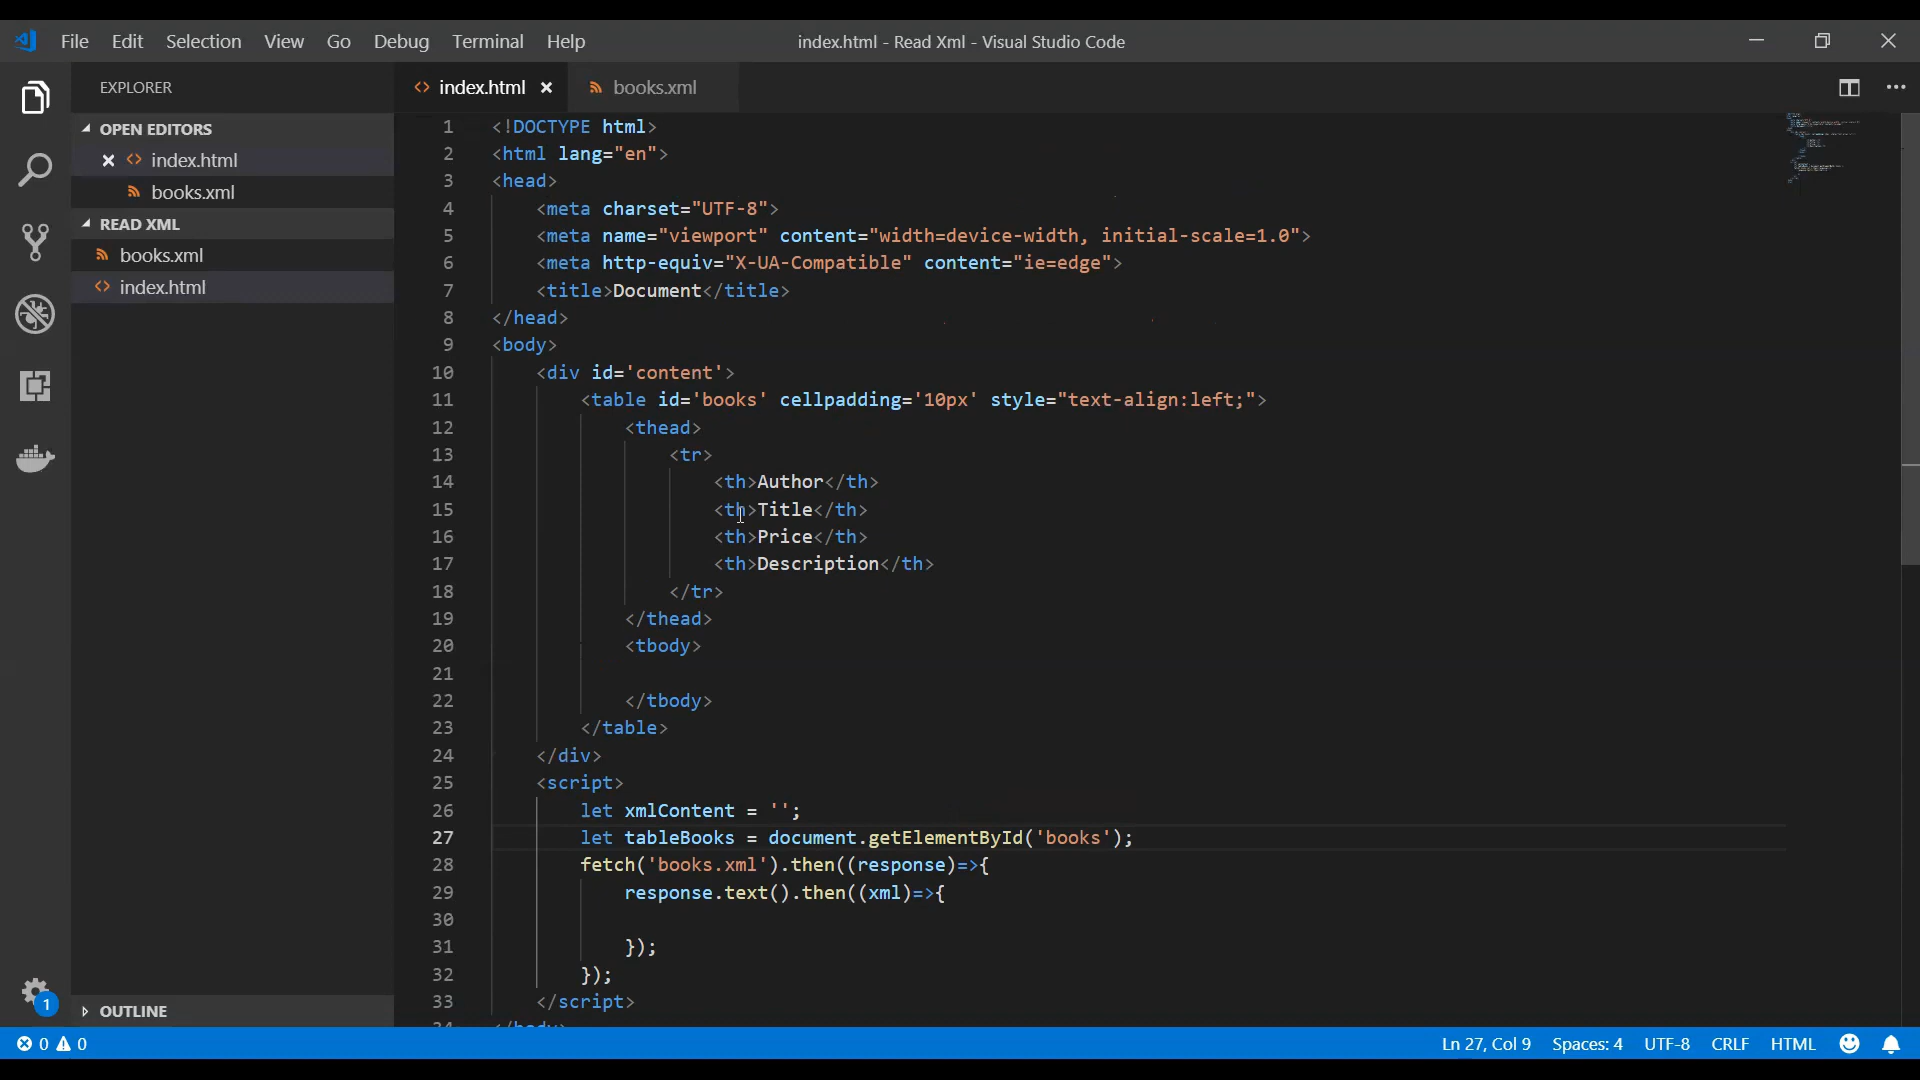 File Edit Selection View Go Debug Terminal Help
index.html - Read Xml - Visual Studio Code
EXPLORER
OPEN EDITORS
index.html
books.xml
READ XML
books.xml
index.html
OUTLINE
index.html
books.xml
1 <!DOCTYPE html>
2 <html lang="en">
3 <head>
4 <meta charset="UTF-8">
5 <meta name="viewport" content="width=device-width, initial-scale=1.0">
6 <meta http-equiv="X-UA-Compatible" content="ie=edge">
7 <title>Document</title>
8 </head>
9 <body>
10 <div id='content'>
11 <table id='books' cellpadding='10px' style="text-align:left;">
12 <thead>
13 <tr>
14 <th>Author</th>
15 <th>Title</th>
16 <th>Price</th>
17 <th>Description</th>
18 </tr>
19 </thead>
20 <tbody>
21
22 </tbody>
23 </table>
24 </div>
25 <script>
26 let xmlContent = '';
27 let tableBooks = document.getElementById('books');
28 fetch('books.xml').then((response)=>{
29 response.text().then((xml)=>{
30
31 });
32 });
33 </script>
34 </body>
1
0 0
Ln 27, Col 9 Spaces: 4 UTF-8 CRLF HTML